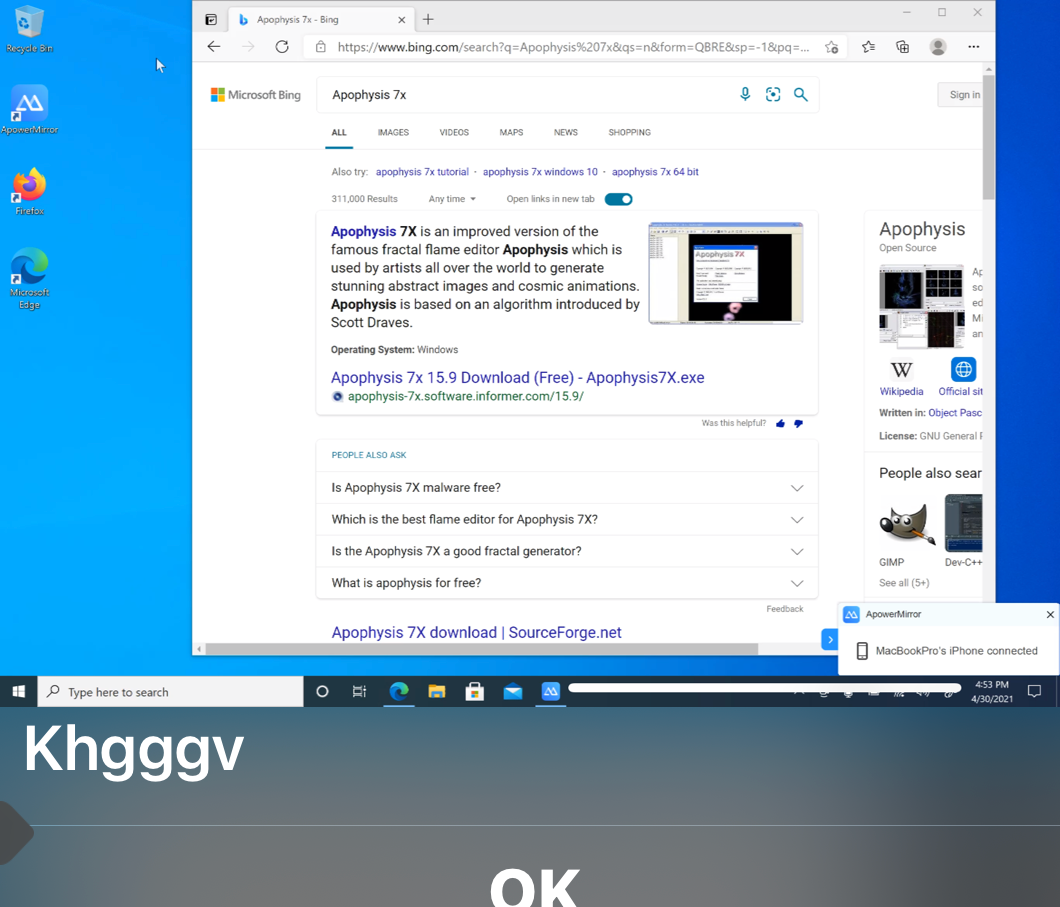 Recycle Bin
ApowerMirror
Firefox
Microsoft
Edge
Apophysis 7x - Bing
https://www.bing.com/search?q=Apophysis%207x&qs=n&form=QBRE&sp=-1&pq=...
Microsoft Bing
Apophysis 7x
Sign in
ALL IMAGES VIDEOS MAPS NEWS SHOPPING
Also try: apophysis 7x tutorial · apophysis 7x windows 10 · apophysis 7x 64 bit
311,000 Results Any time Open links in new tab
Apophysis 7X is an improved version of the
famous fractal flame editor Apophysis which is
used by artists all over the world to generate
stunning abstract images and cosmic animations.
Apophysis is based on an algorithm introduced by
Scott Draves.
Apophysis 7X
Operating System: Windows
Apophysis 7x 15.9 Download (Free) - Apophysis7X.exe
apophysis-7x.software.informer.com/15.9/
Was this helpful?
PEOPLE ALSO ASK
Is Apophysis 7X malware free?
Which is the best flame editor for Apophysis 7X?
Is the Apophysis 7X a good fractal generator?
What is apophysis for free?
Feedback
Apophysis 7X download | SourceForge.net
Apophysis
Open Source
Ap
sc
ed
Mi
an
Wikipedia Official sit
Written in: Object Pasc
License: GNU General P
People also sear
GIMP Dev-C++
See all (5+)
ApowerMirror
MacBookPro's iPhone connected
Type here to search
4:53 PM
4/30/2021
Khgggv
OK